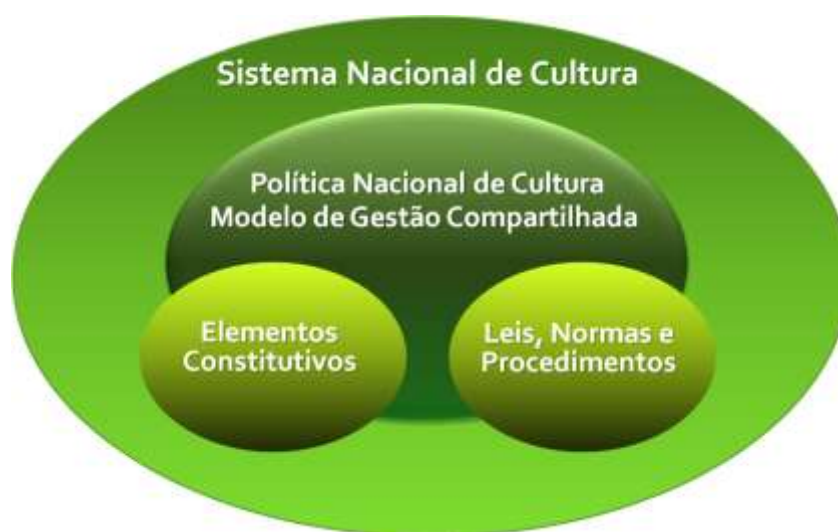 Sistema Nacional de Cultura
Política Nacional de Cultura
Modelo de Gestão Compartilhada
Elementos
Constitutivos
Leis, Normas e
Procedimentos